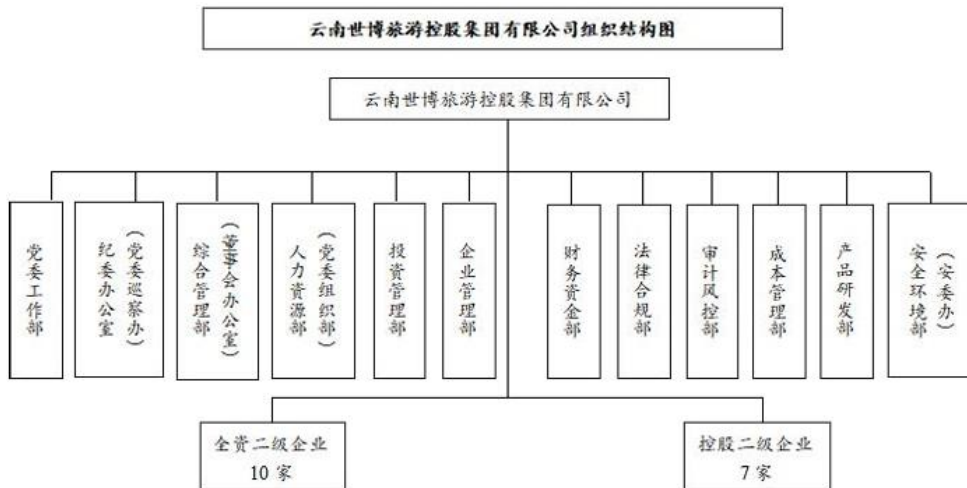 云南世博旅游控股集团有限公司组织结构图
云南世博旅游控股集团有限公司
党委工作部
纪委办公室
（党委巡察办）
综合管理部
（董事会办公室）
人力资源部
（党委组织部）
投资管理部
企业管理部
财务资金部
法律合规部
审计风控部
成本管理部
产品研发部
安全环境部
（安委办）
全资二级企业
10 家
控股二级企业
7 家